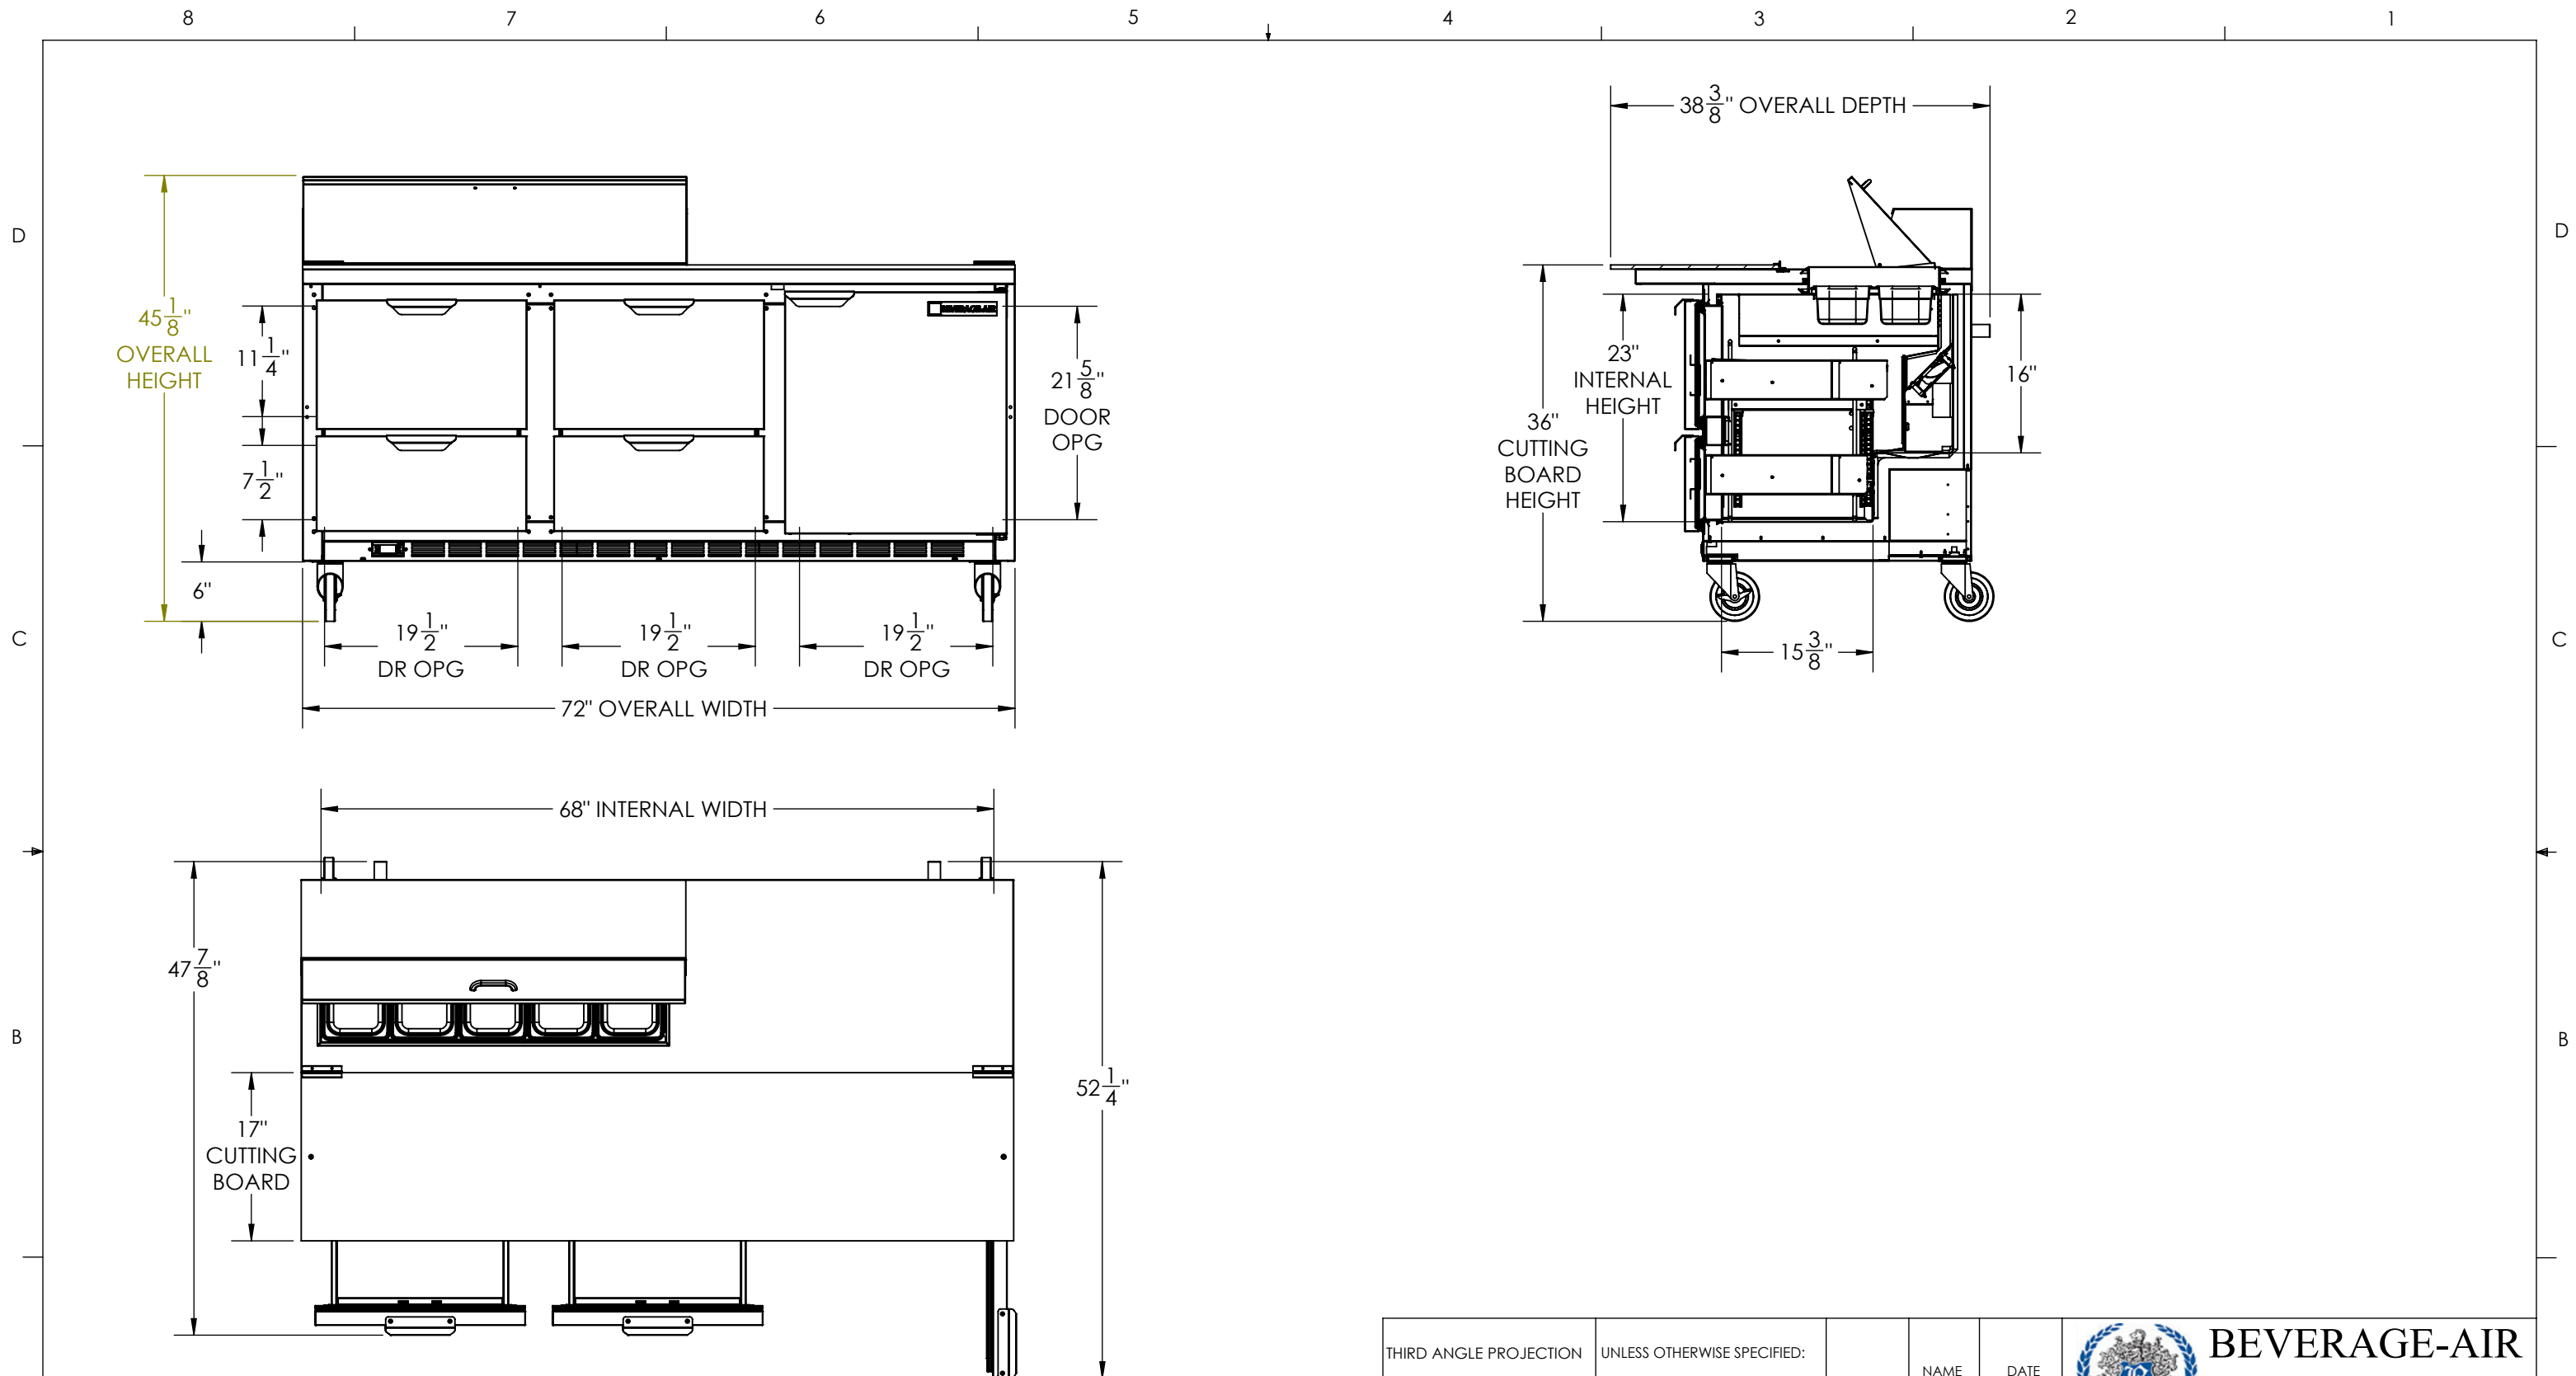 8 7 6 5 4 3 2 1
D
D
38 3/8" OVERALL DEPTH
45 1/8"
OVERALL
HEIGHT
11 1/4"
7 1/2"
6"
BEVERAGE-AIR
21 5/8"
DOOR
OPG
19 1/2"
DR OPG
19 1/2"
DR OPG
19 1/2"
DR OPG
72" OVERALL WIDTH
36"
CUTTING
BOARD
HEIGHT
23"
INTERNAL
HEIGHT
16"
15 3/8"
C
C
68" INTERNAL WIDTH
47 7/8"
52 1/4"
17"
CUTTING
BOARD
B
B
THIRD ANGLE PROJECTION
UNLESS OTHERWISE SPECIFIED:
NAME
DATE
BEVERAGE-AIR